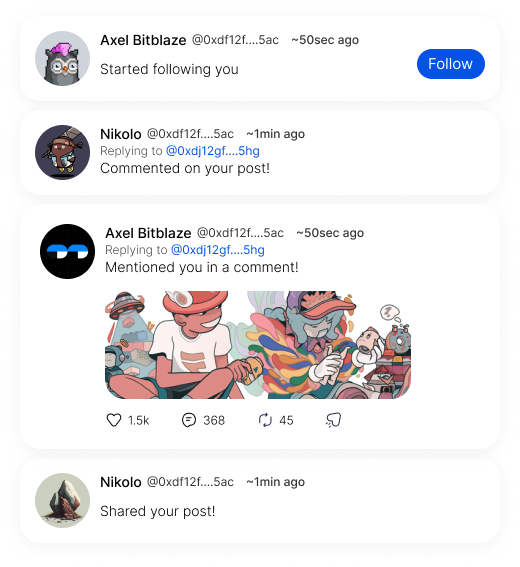 Axel Bitblaze @0xdf12f....5ac ~50sec ago
Started following you
Follow
Nikolo @0xdf12f....5ac ~1min ago
Replying to @0xdj12gf....5hg
Commented on your post!
Axel Bitblaze @0xdf12f....5ac ~50sec ago
Replying to @0xdj12gf....5hg
Mentioned you in a comment!
1.5k 368 45
Nikolo @0xdf12f....5ac ~1min ago
Shared your post!